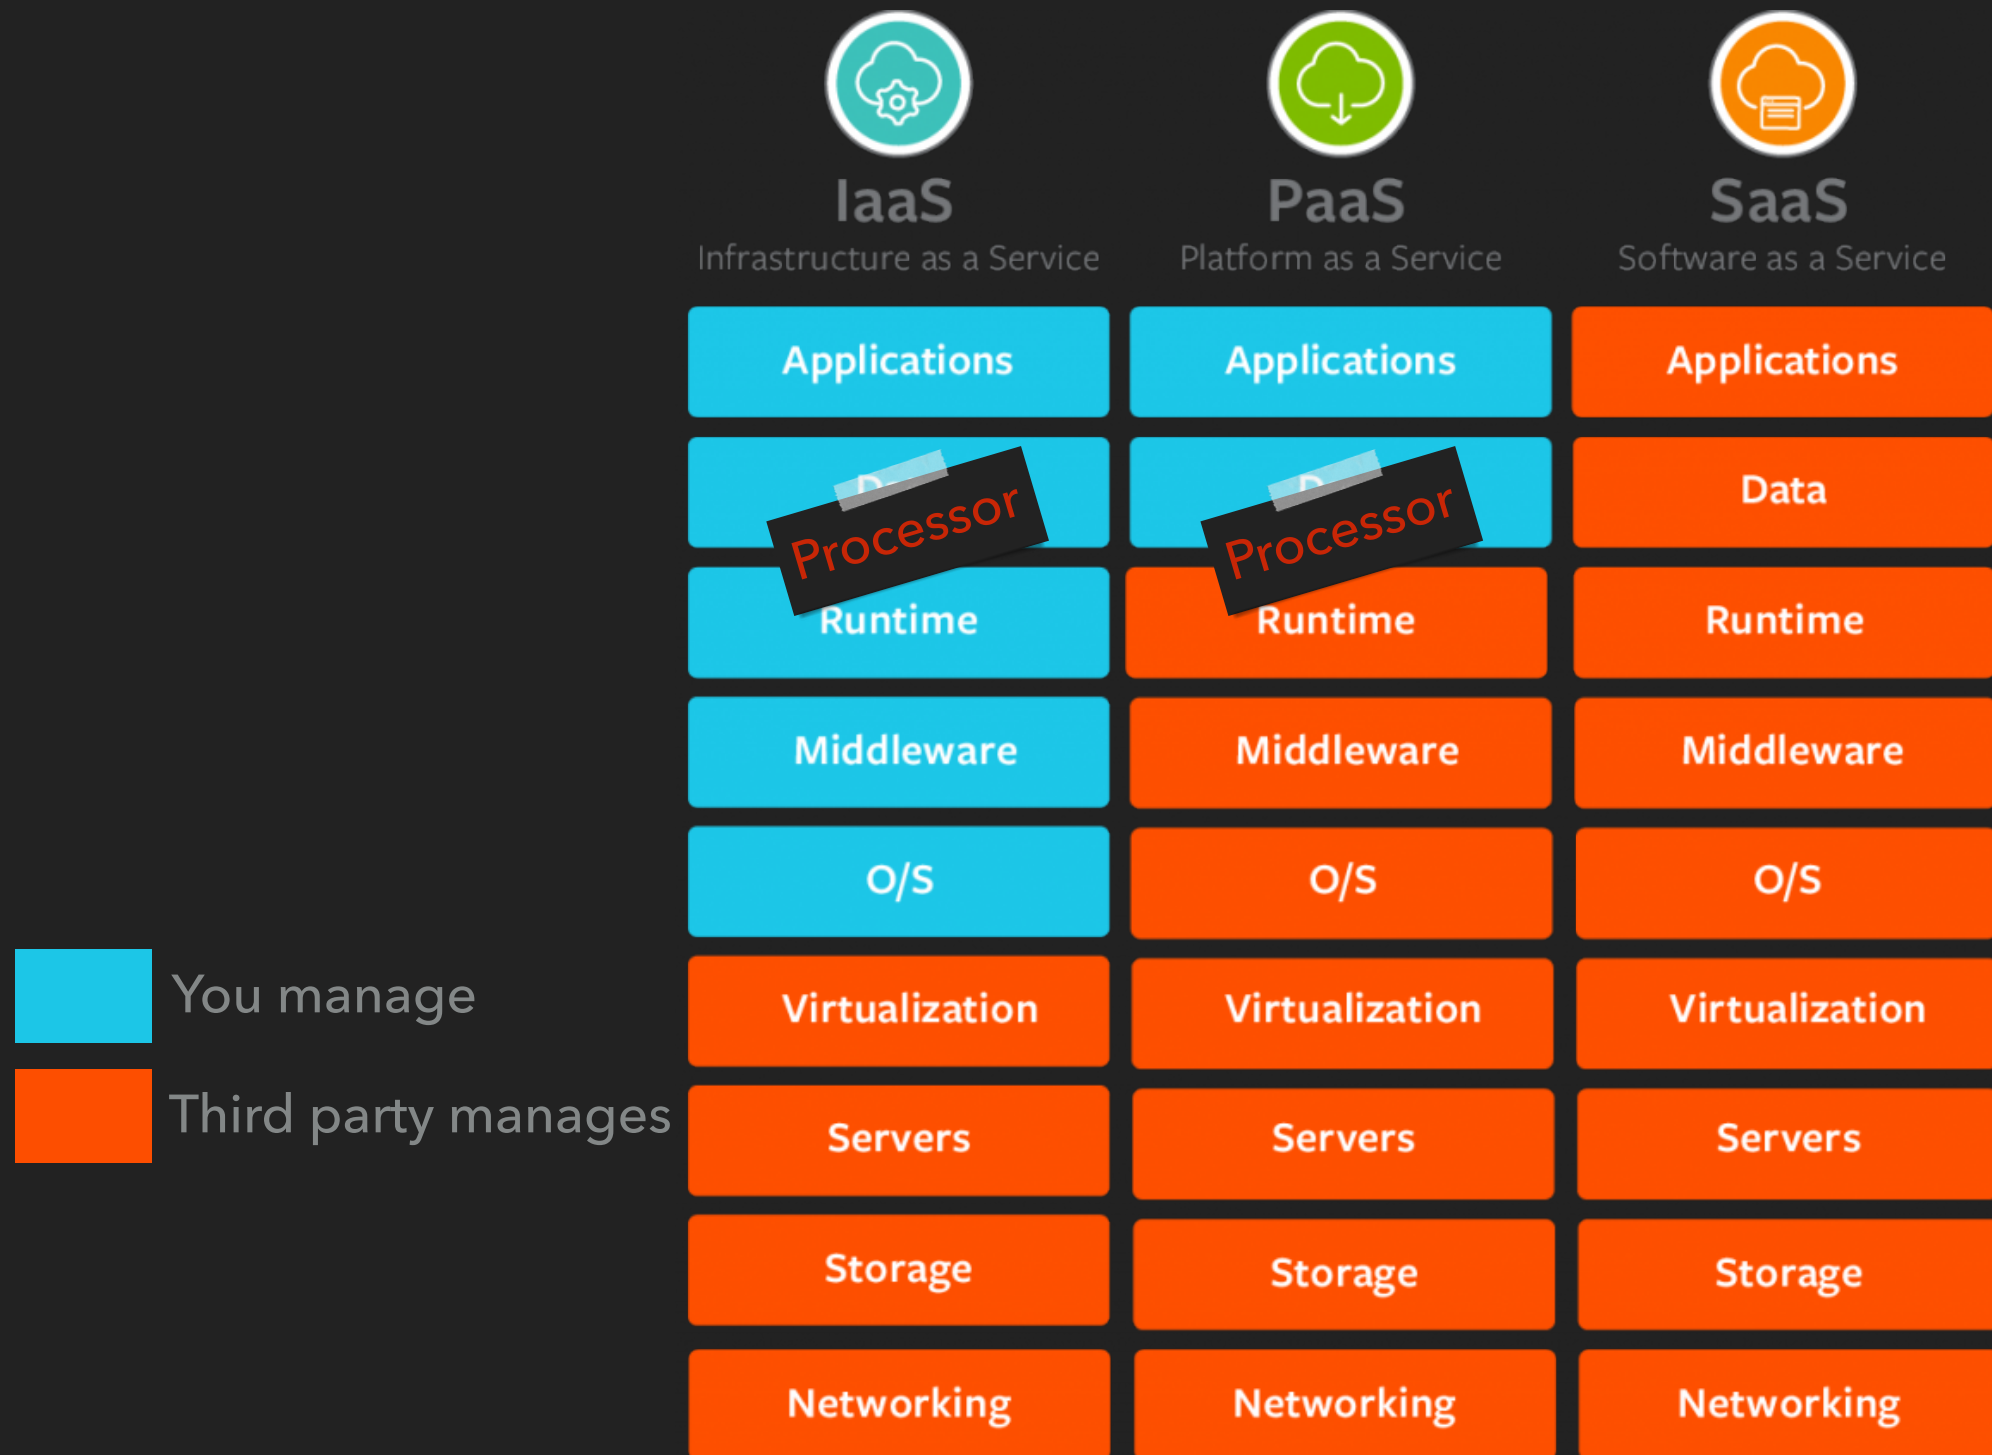 IaaS
PaaS
SaaS
Infrastructure as a Service
Platform as a Service
Software as a Service
Applications
Applications
Applications
Processor
Processor
Data
Runtime
Runtime
Runtime
Middleware
Middleware
Middleware
O/S
O/S
O/S
You manage
Virtualization
Virtualization
Virtualization
Third party manages
Servers
Servers
Servers
Storage
Storage
Storage
Networking
Networking
Networking